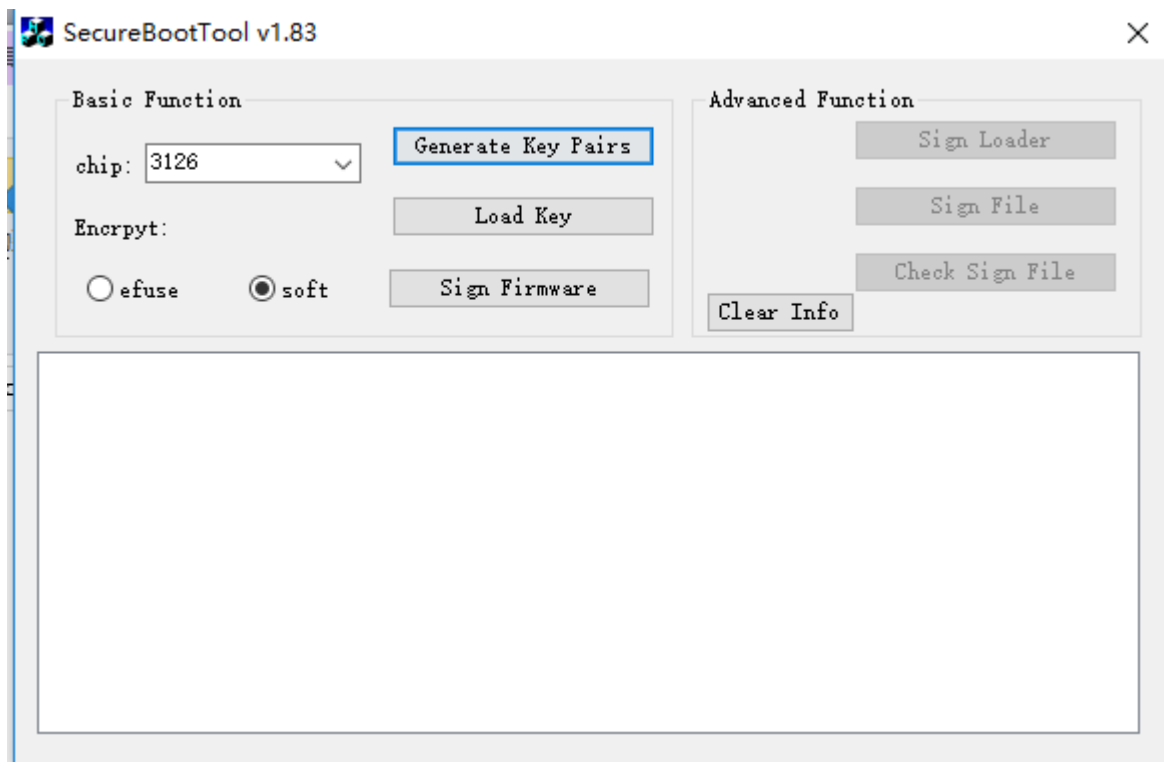 SecureBootTool v1.83
Basic Function
chip: 3126
Generate Key Pairs
Load Key
Encrpyt:
efuse
soft
Sign Firmware
Advanced Function
Sign Loader
Sign File
Check Sign File
Clear Info